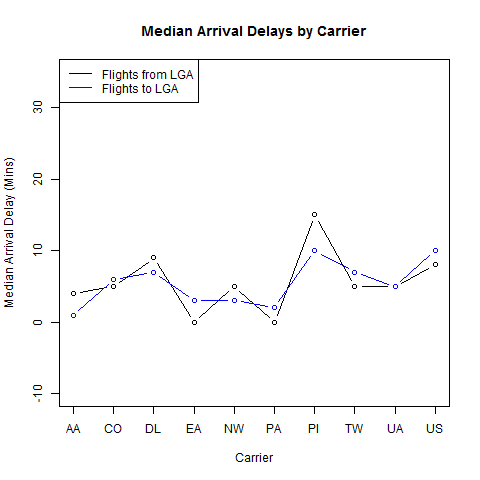 Median Arrival Delays by Carrier
Flights from LGA
Flights to LGA
Median Arrival Delay (Mins)
30
20
10
0
-10
AA CO DL EA NW PA PI TW UA US
Carrier